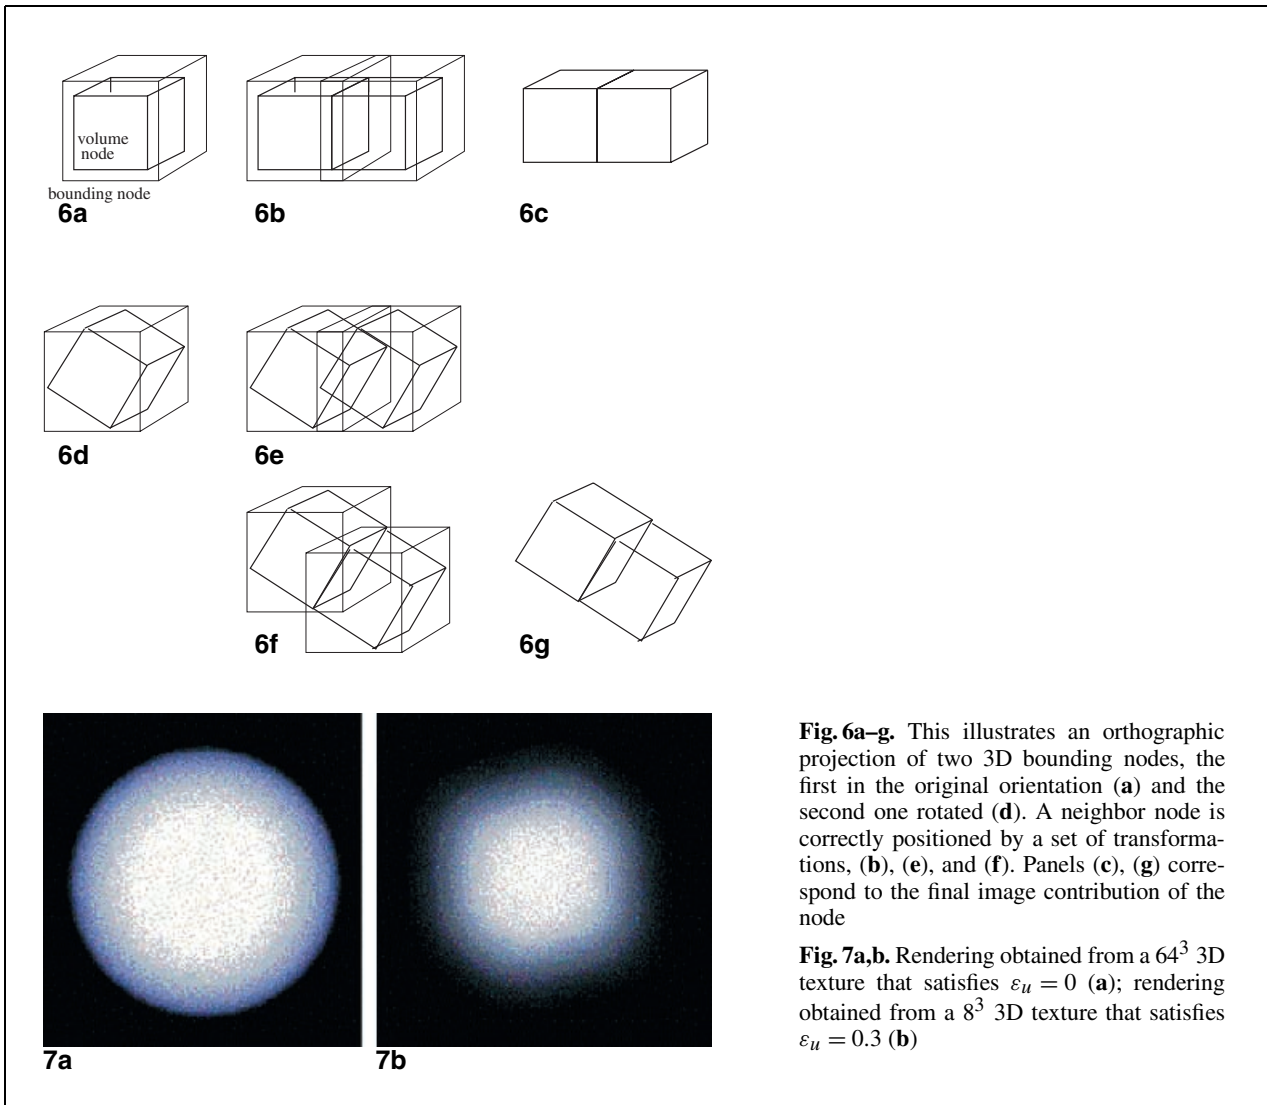 volume
node
bounding node
6a
6b
6c
6d
6e
6f
6g
7a
7b
Fig. 6a–g. This illustrates an orthographic
projection of two 3D bounding nodes, the
first in the original orientation (a) and the
second one rotated (d). A neighbor node is
correctly positioned by a set of transforma-
tions, (b), (e), and (f). Panels (c), (g) corre-
spond to the final image contribution of the
node
Fig. 7a,b. Rendering obtained from a 64³ 3D
texture that satisfies εᵤ = 0 (a); rendering
obtained from a 8³ 3D texture that satisfies
εᵤ = 0.3 (b)